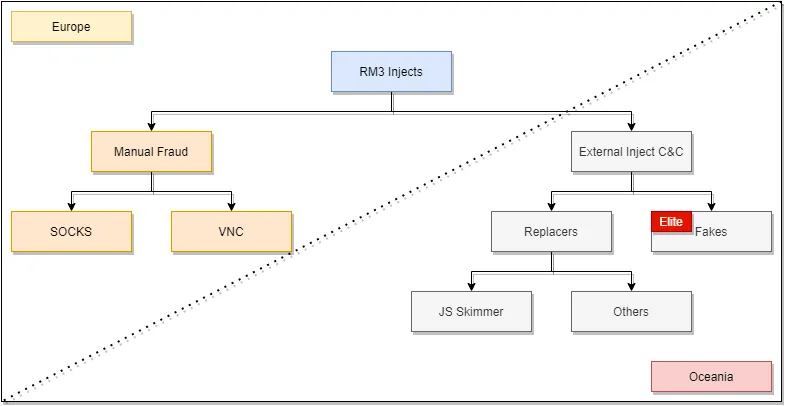 Europe
RM3 Injects
Manual Fraud
External Inject C&C
SOCKS
VNC
Replacers
Elite
Fakes
JS Skimmer
Others
Oceania